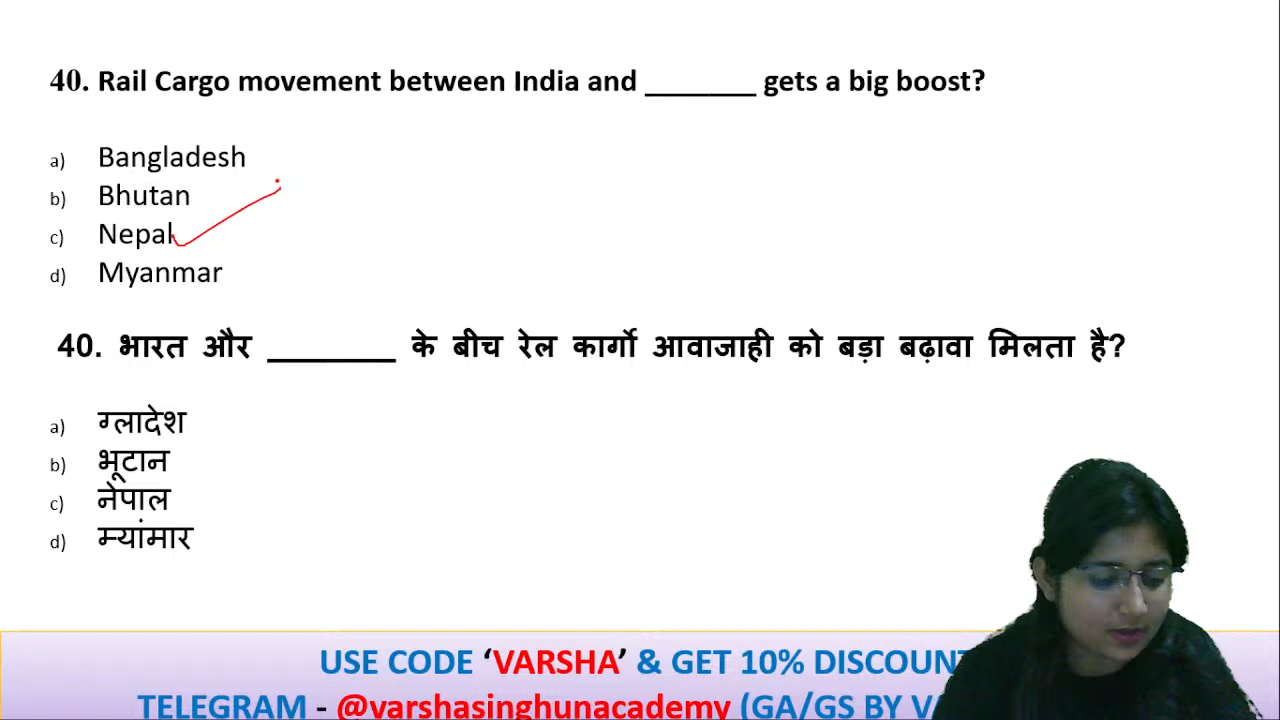 40. Rail Cargo movement between India and ________ gets a big boost?
a) Bangladesh
b) Bhutan
c) Nepal
d) Myanmar
40. भारत और ________ के बीच रेल कार्गो आवाजाही को बड़ा बढ़ावा मिलता है?
a) ग्लादेश
b) भूटान
c) नेपाल
d) म्यांमार
USE CODE ‘VARSHA’ & GET 10% DISCOUNT
TELEGRAM - @varshasinghunacademy (GA/GS BY